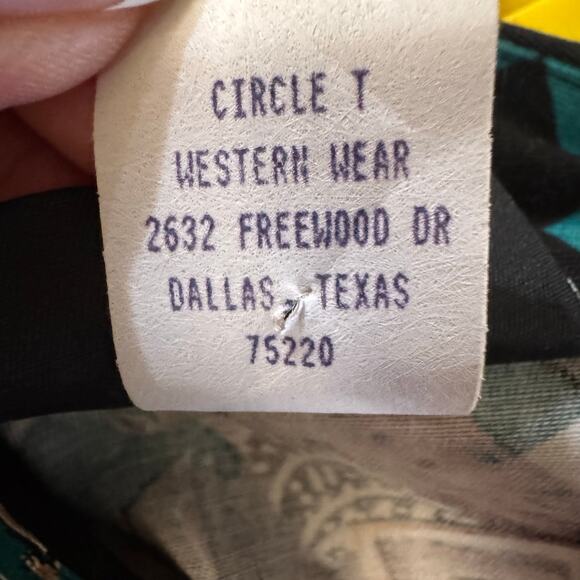 CIRCLE T
WESTERN WEAR
2632 FREEWOOD DR
DALLAS, TEXAS
75220